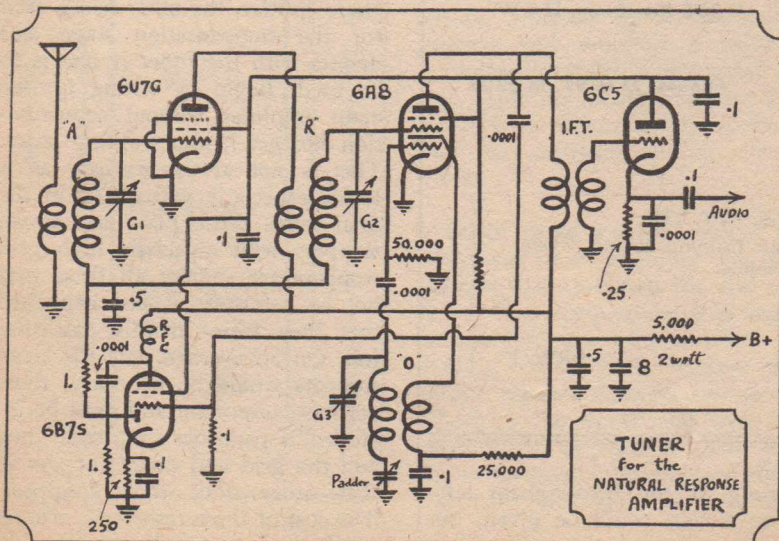 6U7G
6A8
6C5
"A"
"R"
I.F.T.
.1
.0001
G1
G2
.1
AUDIO
.0001
50,000
.1
.25
.0001
.5
R
F
C
.0001
5,000
B+
2 watt
"O"
.5
8
1.
G3
6B7S
.1
1.
.1
Padder
.1
25,000
250
TUNER
for the
NATURAL RESPONSE
AMPLIFIER